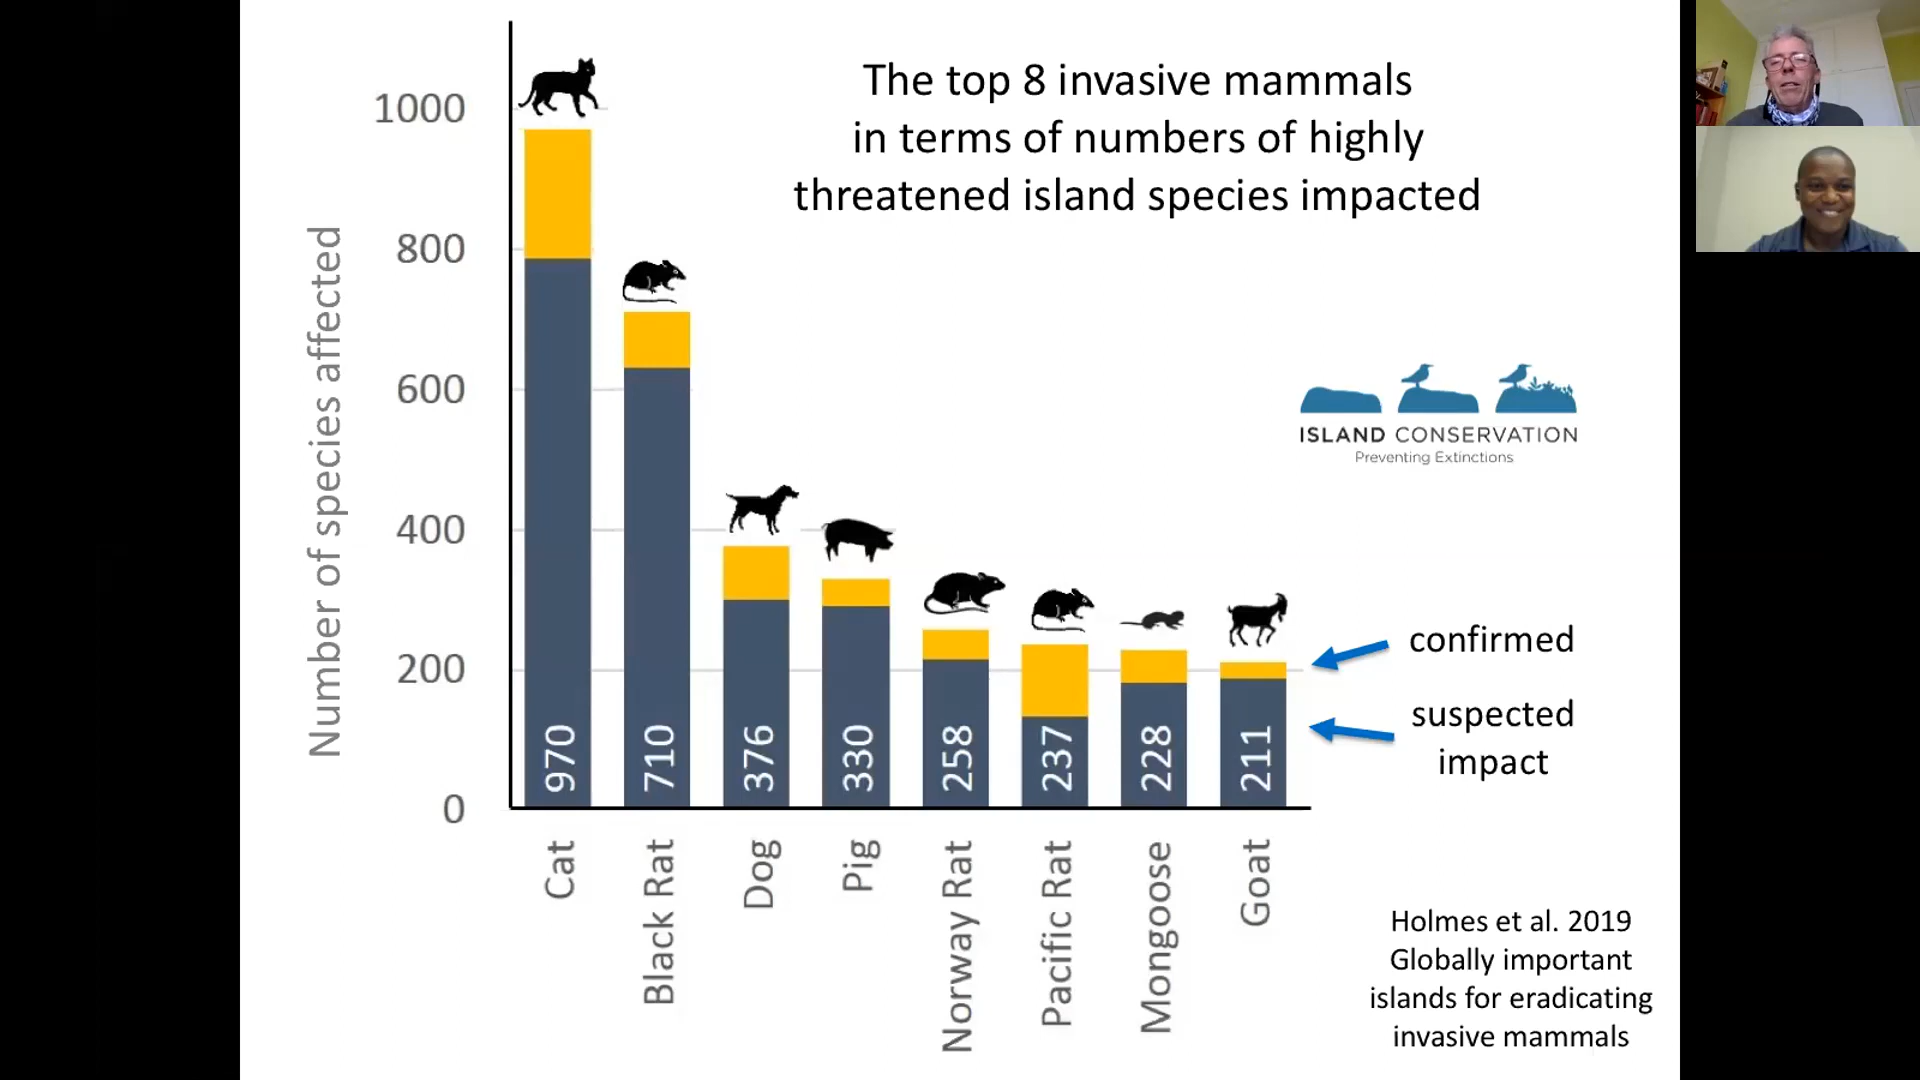 The top 8 invasive mammals
in terms of numbers of highly
threatened island species impacted
Number of species affected
1000
800
600
400
200
0
970
710
376
330
258
237
228
211
Cat
Black Rat
Dog
Pig
Norway Rat
Pacific Rat
Mongoose
Goat
ISLAND CONSERVATION
Preventing Extinctions
confirmed
suspected
impact
Holmes et al. 2019
Globally important
islands for eradicating
invasive mammals